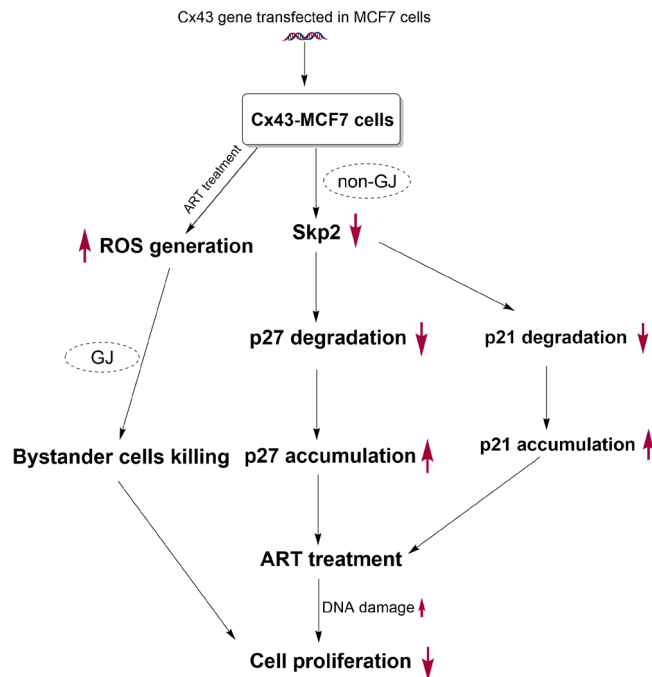 Cx43 gene transfected in MCF7 cells
Cx43-MCF7 cells
ART treatment
non-GJ
ROS generation
Skp2
p27 degradation
p21 degradation
GJ
Bystander cells killing
p27 accumulation
p21 accumulation
ART treatment
DNA damage
Cell proliferation